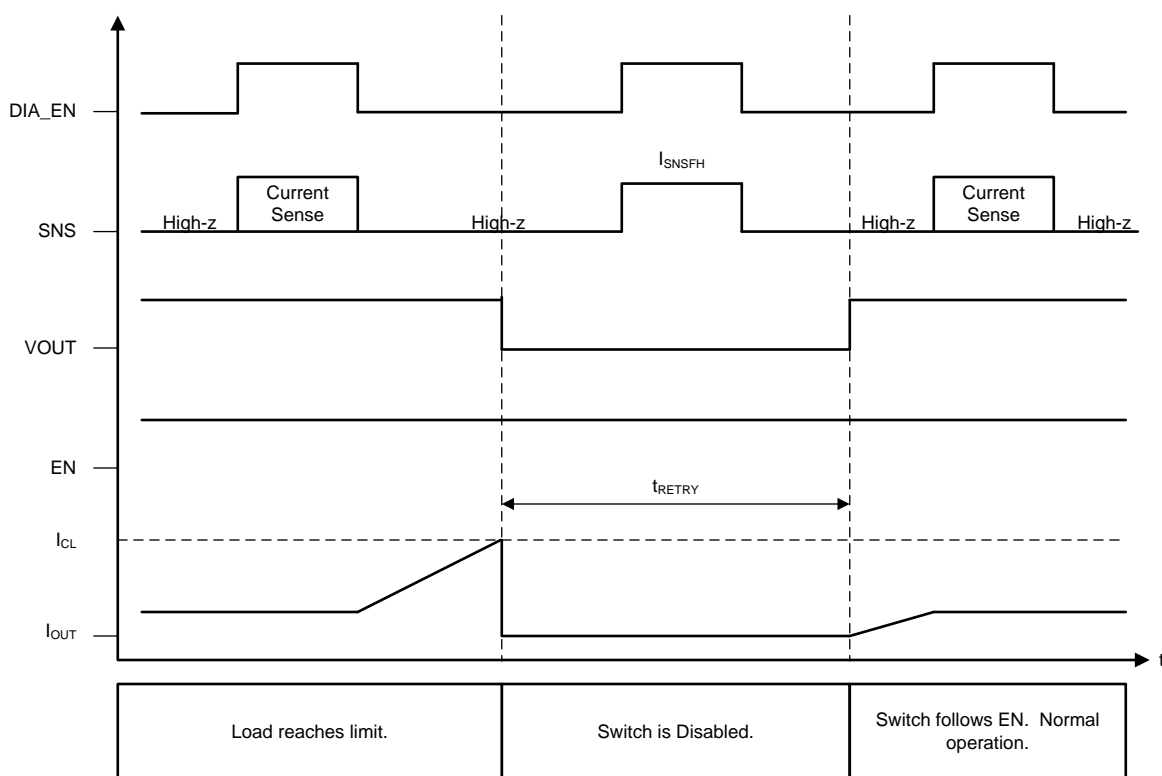 DIA_EN
I_SNSFH
Current
Sense
High-z
High-z
High-z
Current
Sense
High-z
SNS
VOUT
EN
t_RETRY
I_CL
I_OUT
t
Load reaches limit.
Switch is Disabled.
Switch follows EN. Normal
operation.